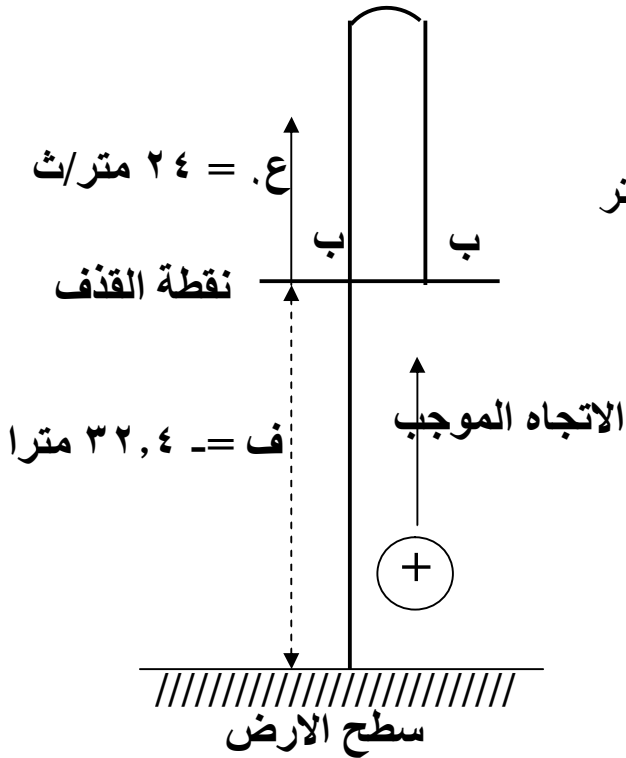 ع. = ٢٤ متر/ث
ب
ب
نقطة القذف
الاتجاه الموجب
ف =- ٣٢,٤ مترا
+
سطح الارض